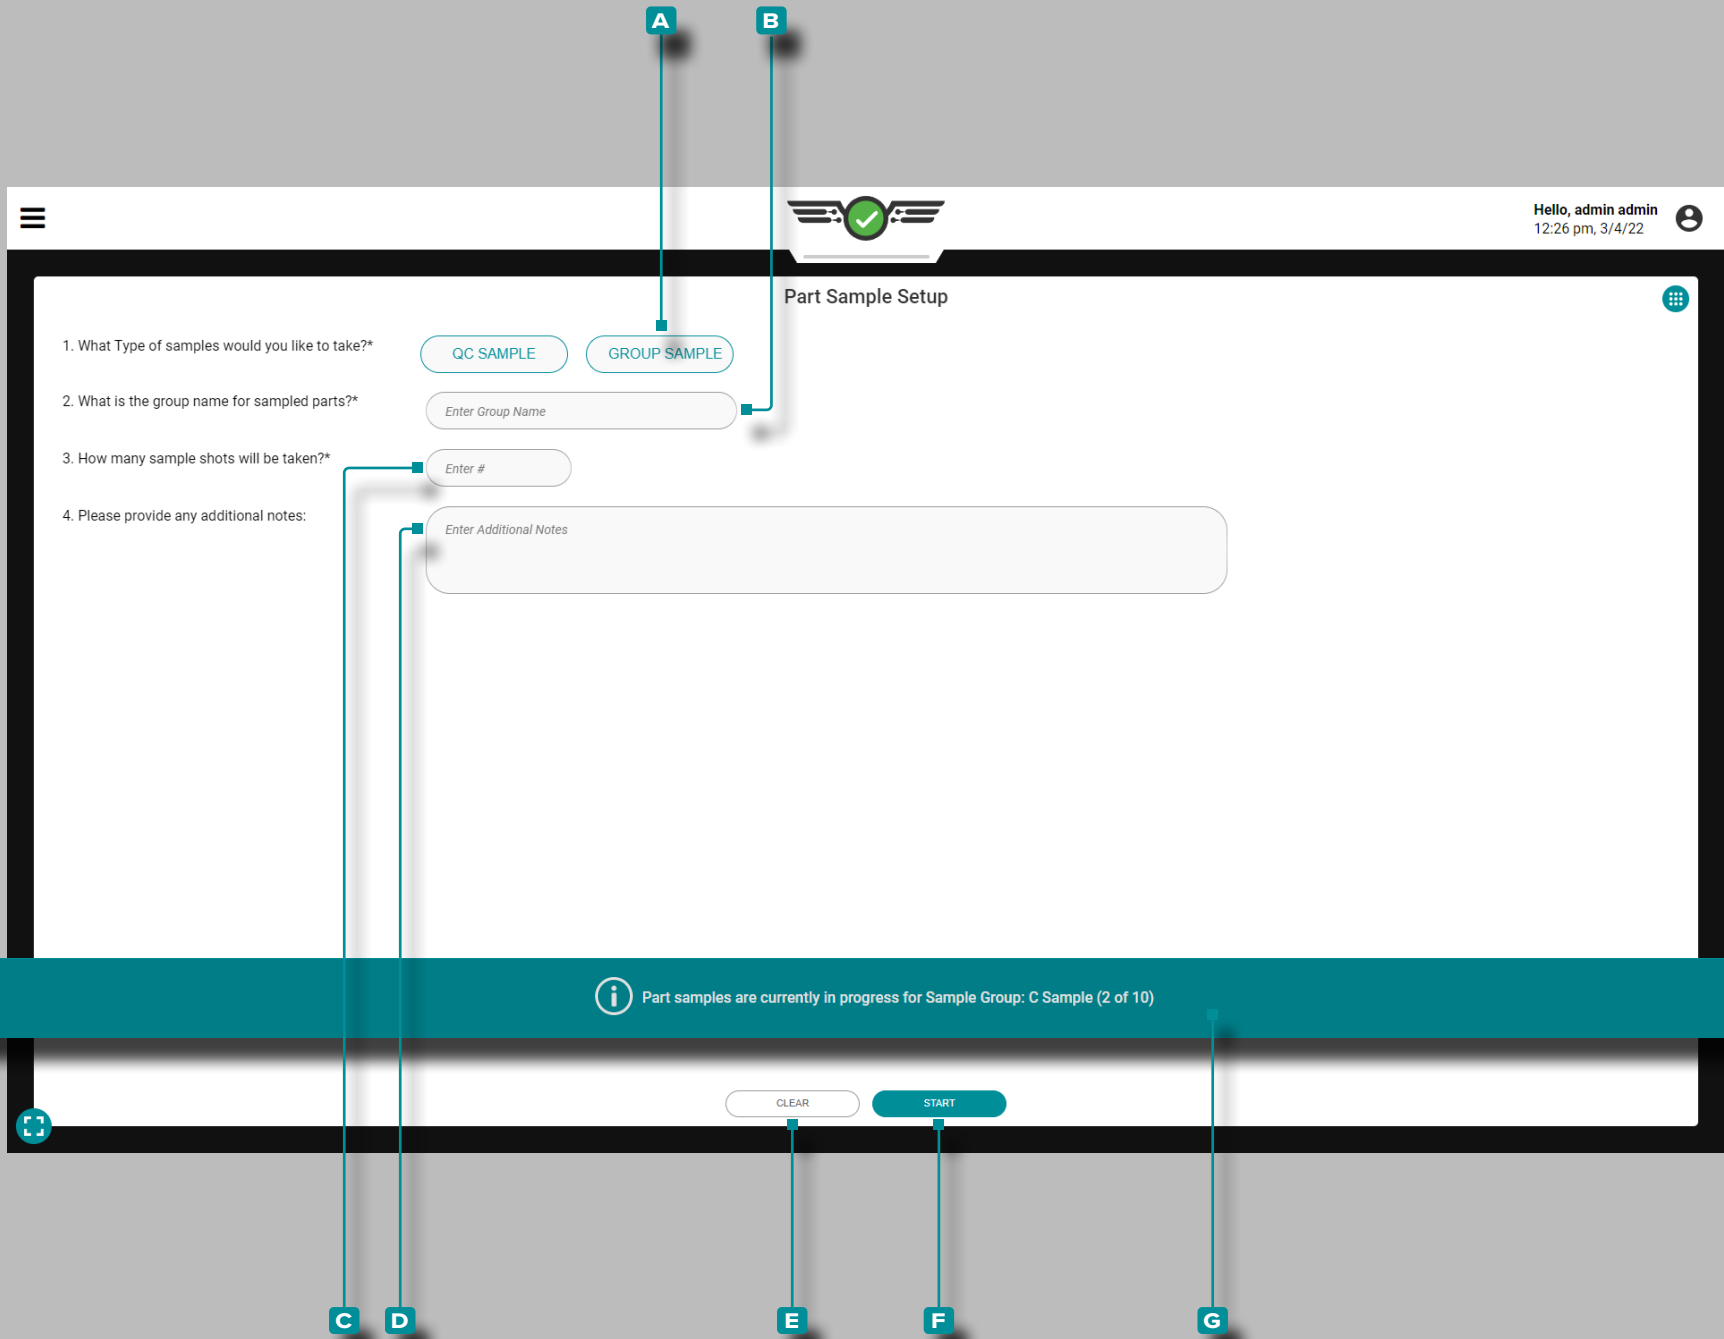 A
B
Hello, admin admin
12:26 pm, 3/4/22
Part Sample Setup
1. What Type of samples would you like to take?*
QC SAMPLE
GROUP SAMPLE
2. What is the group name for sampled parts?*
Enter Group Name
3. How many sample shots will be taken?*
Enter #
4. Please provide any additional notes:
Enter Additional Notes
Part samples are currently in progress for Sample Group: C Sample (2 of 10)
CLEAR
START
C
D
E
F
G